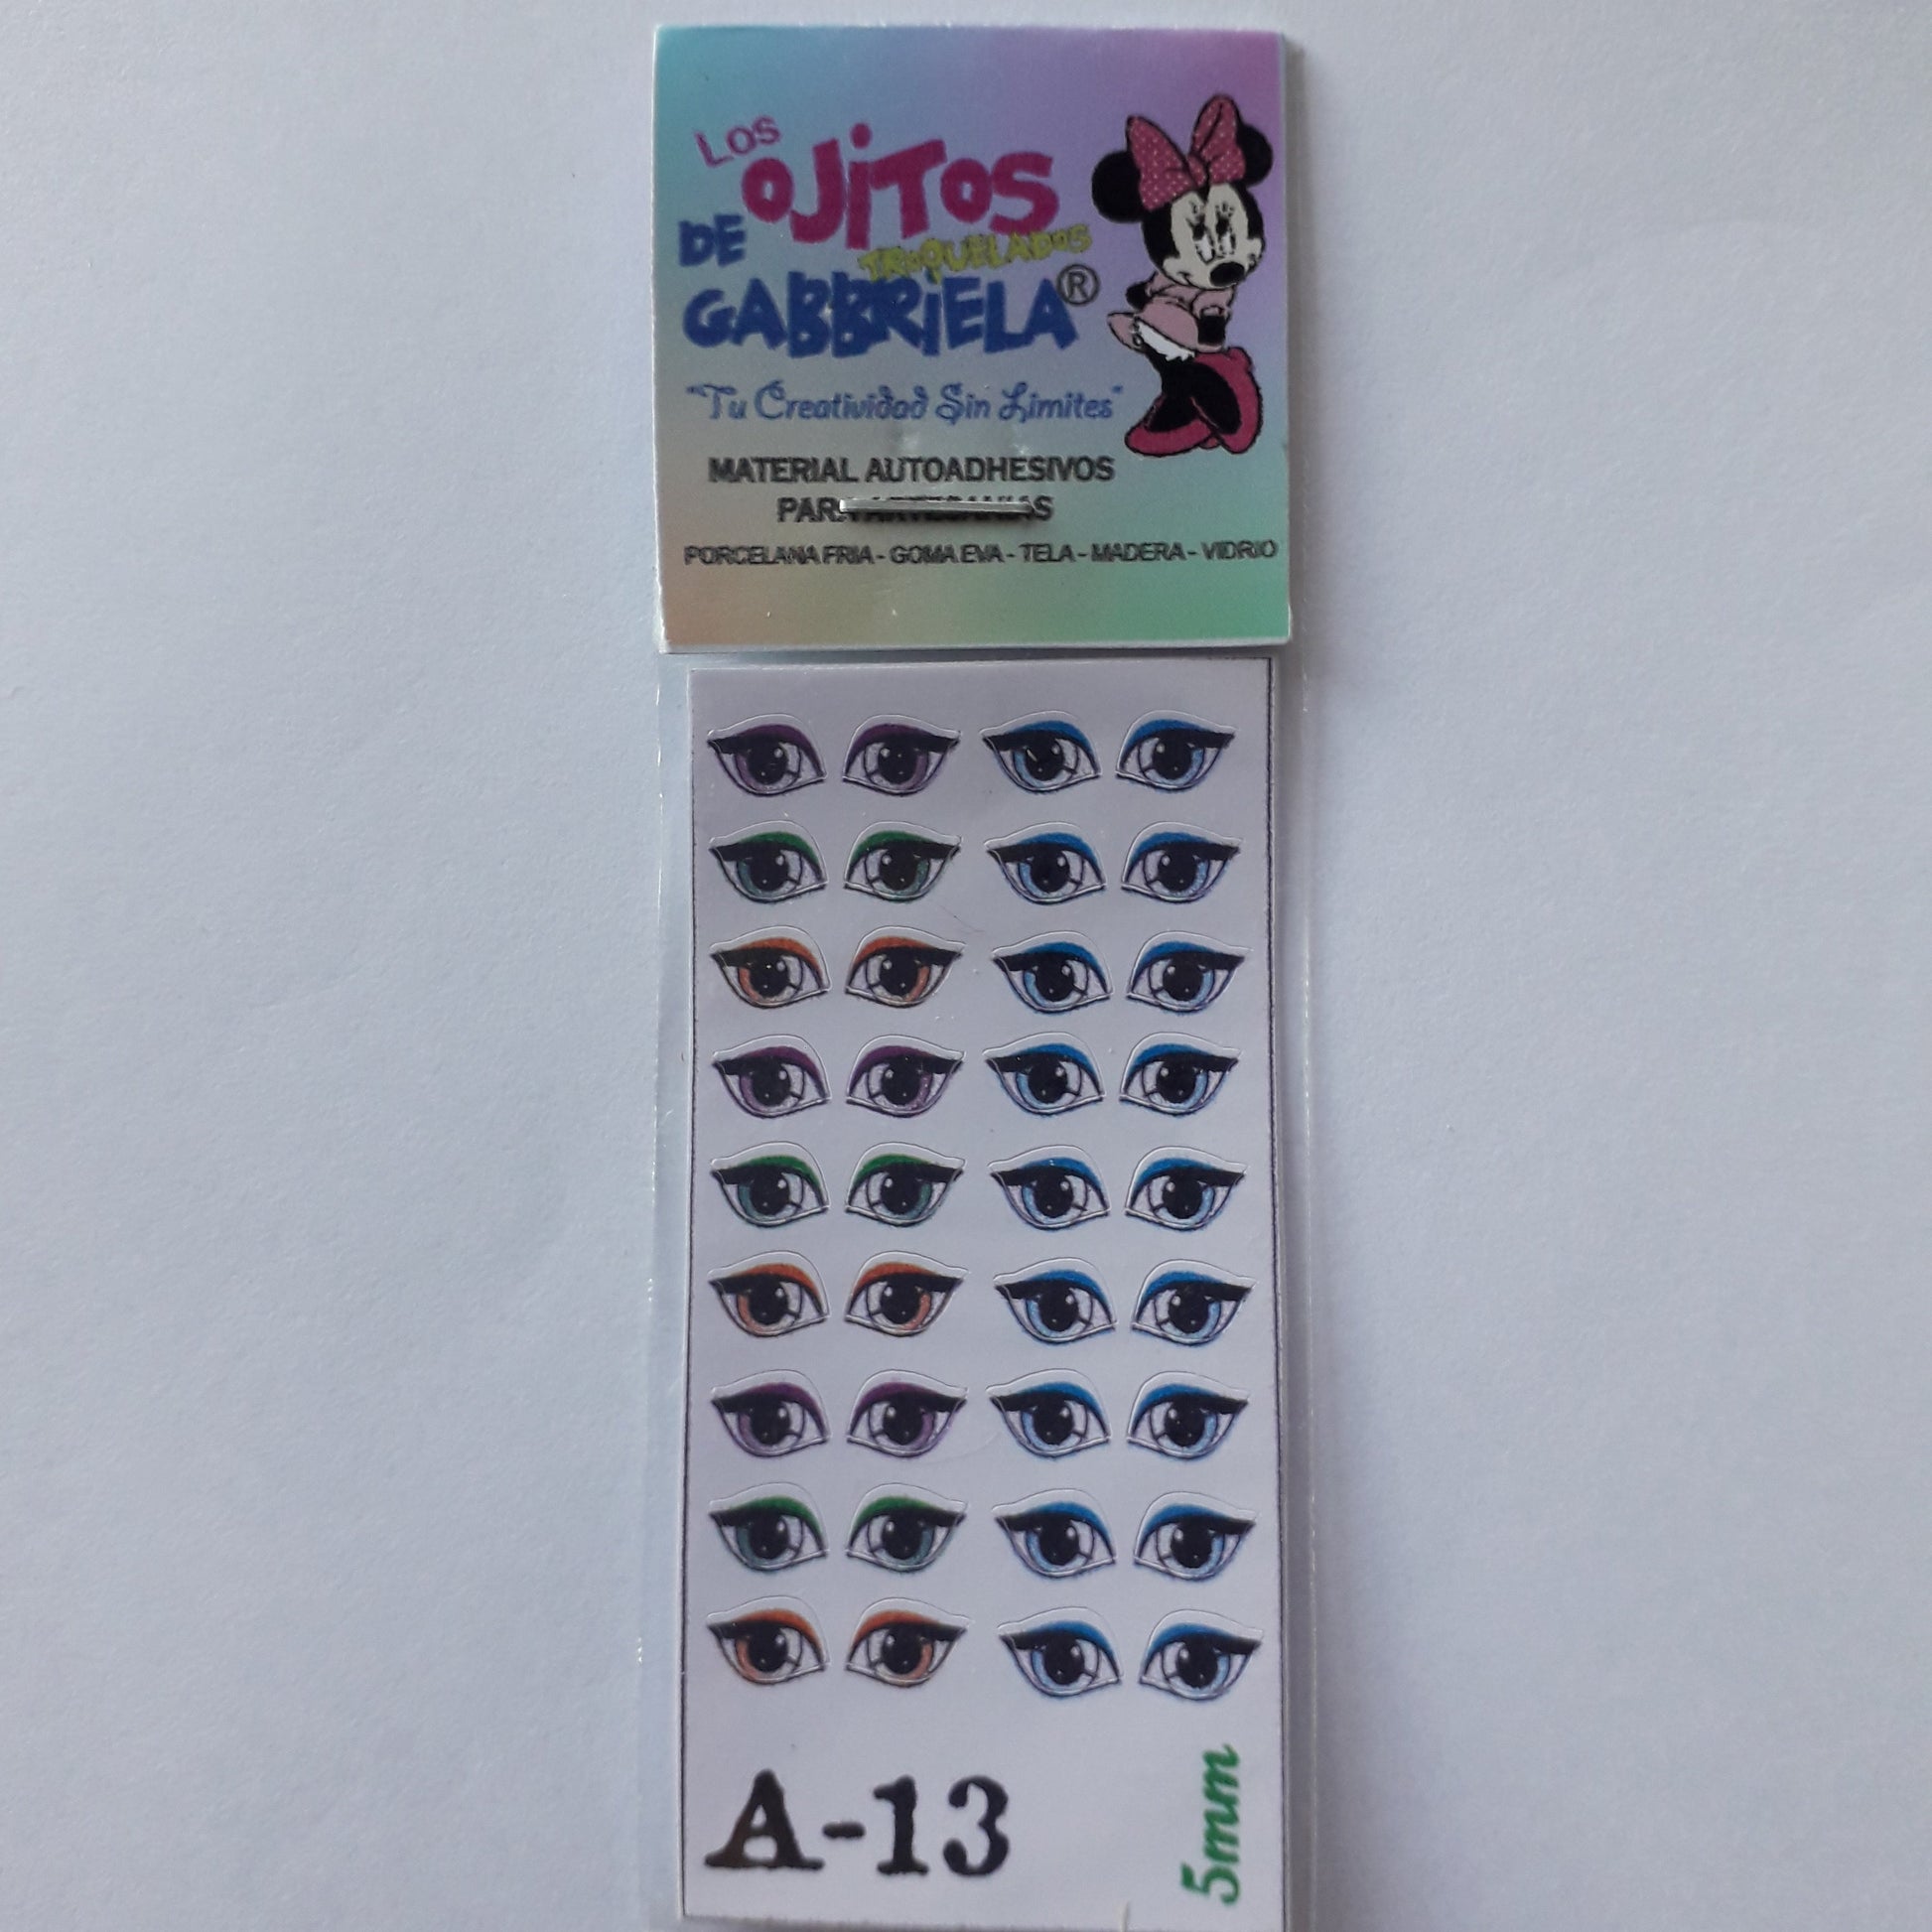 Los
OJiTOS
TROQUELADOS
DE
GABBRiELA®
"Tu Creatividad Sin Limites"
MATERIAL AUTOADHESIVOS
PARA ARTESANIAS
PORCELANA FRIA - GOMA EVA - TELA - MADERA - VIDRIO
A-13
5mm